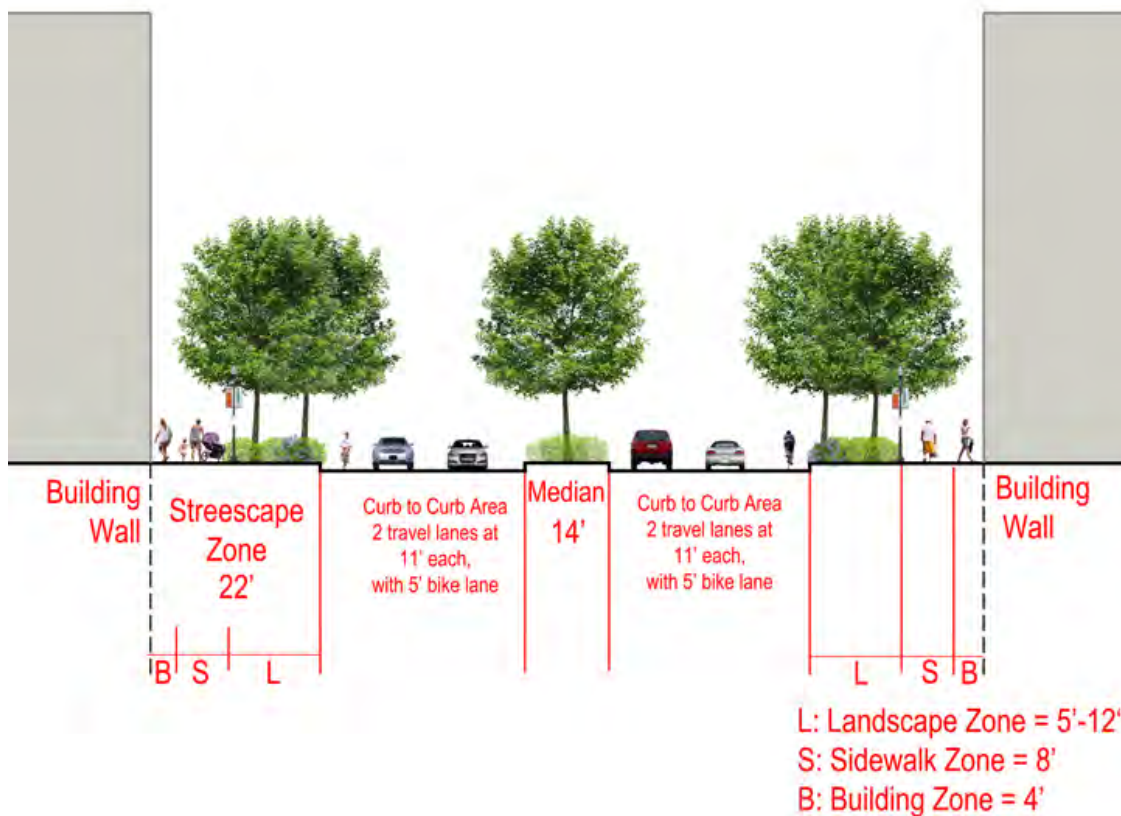 Building
Wall
Streescape
Zone
22'
Curb to Curb Area
2 travel lanes at
11' each,
with 5' bike lane
Median
14'
Curb to Curb Area
2 travel lanes at
11' each,
with 5' bike lane
Building
Wall
B
S
L
L
S
B
L: Landscape Zone = 5'-12'
S: Sidewalk Zone = 8'
B: Building Zone = 4'